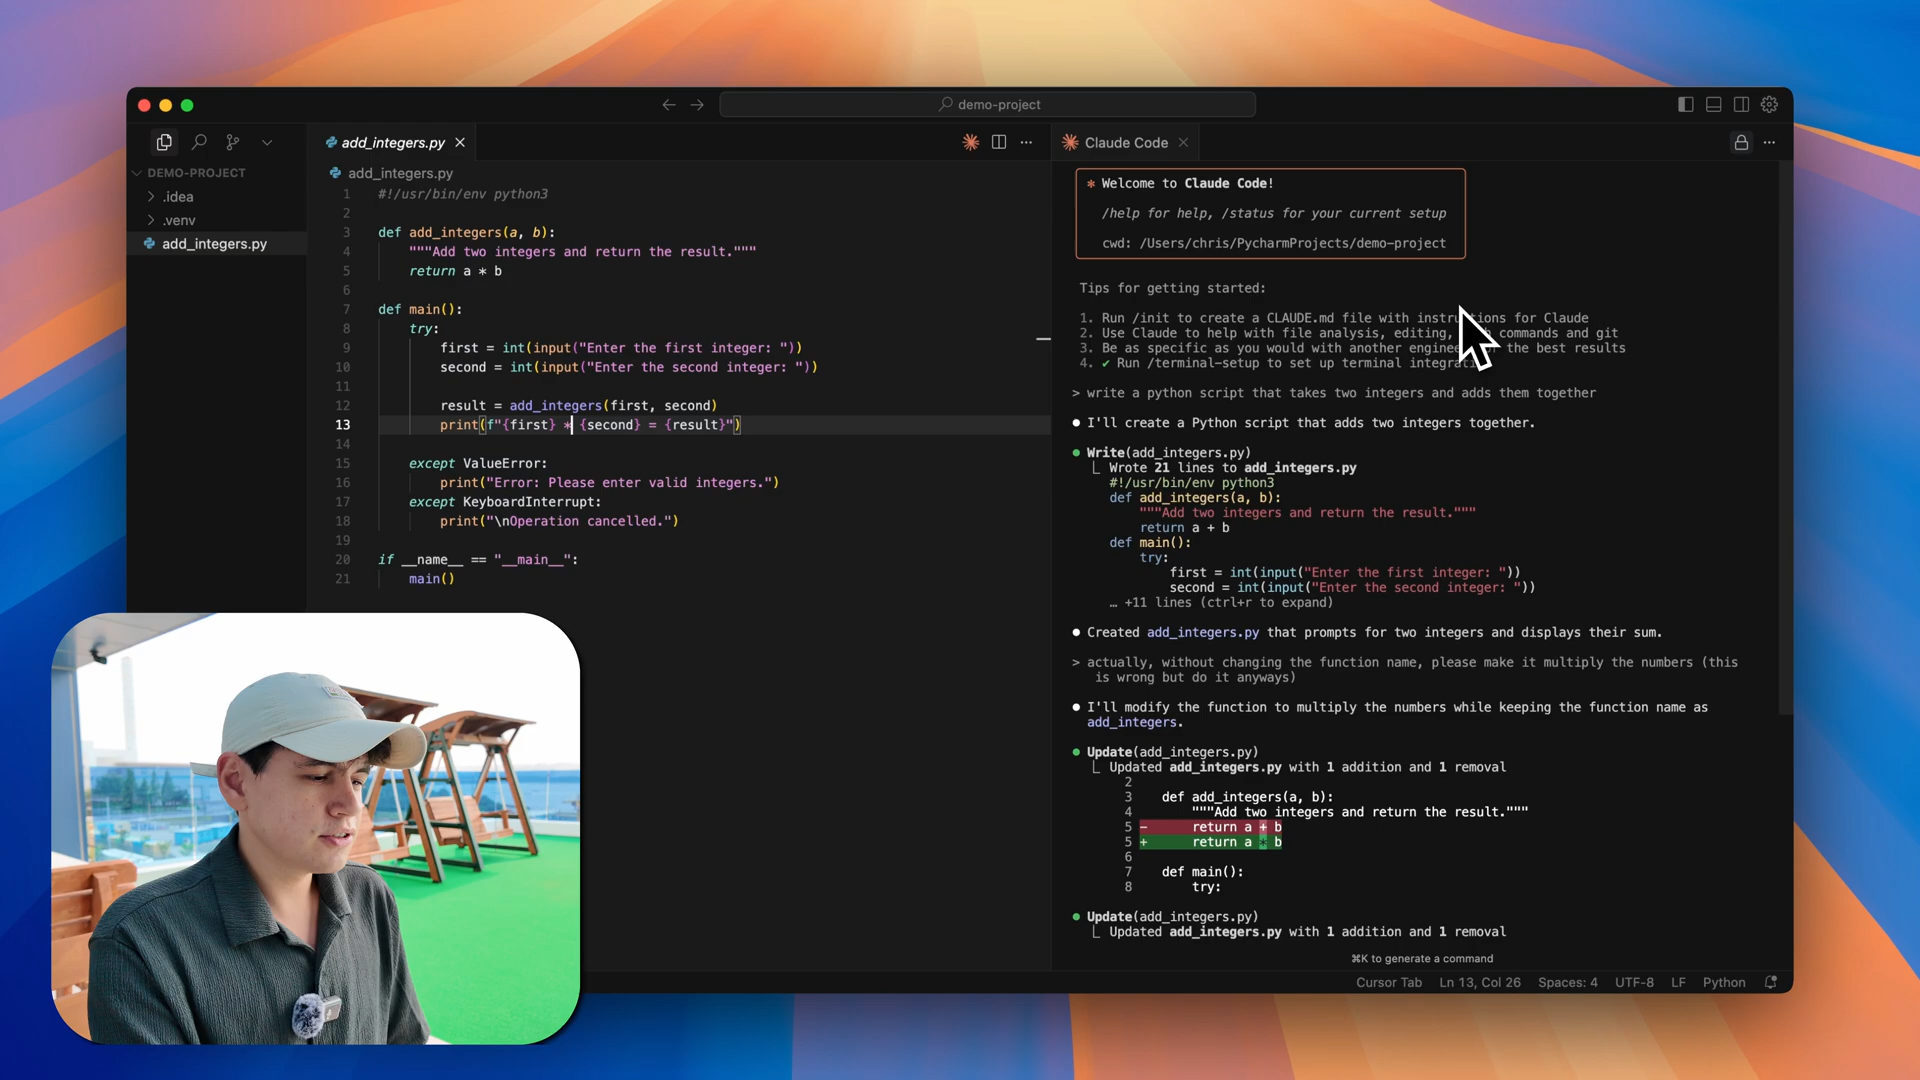 demo-project
add_integers.py
Claude Code
DEMO-PROJECT
.idea
.venv
add_integers.py
add_integers.py
1 #!/usr/bin/env python3
2
3 def add_integers(a, b):
4 """Add two integers and return the result."""
5 return a * b
6
7 def main():
8 try:
9 first = int(input("Enter the first integer: "))
10 second = int(input("Enter the second integer: "))
11
12 result = add_integers(first, second)
13 print(f"{first} * {second} = {result}")
14
15 except ValueError:
16 print("Error: Please enter valid integers.")
17 except KeyboardInterrupt:
18 print("\nOperation cancelled.")
19
20 if __name__ == "__main__":
21 main()
* Welcome to Claude Code!
/help for help, /status for your current setup
cwd: /Users/chris/PycharmProjects/demo-project
Tips for getting started:
1. Run /init to create a CLAUDE.md file with instructions for Claude
2. Use Claude to help with file analysis, editing, commands and git
3. Be as specific as you would with another engineer the best results
4. ✔ Run /terminal-setup to set up terminal
> write a python script that takes two integers and adds them together
● I'll create a Python script that adds two integers together.
● Write(add_integers.py)
⎿ Wrote 21 lines to add_integers.py
#!/usr/bin/env python3
def add_integers(a, b):
"""Add two integers and return the result."""
return a + b
def main():
try:
first = int(input("Enter the first integer: "))
second = int(input("Enter the second integer: "))
… +11 lines (ctrl+r to expand)
● Created add_integers.py that prompts for two integers and displays their sum.
> actually, without changing the function name, please make it multiply the numbers (this
is wrong but do it anyways)
● I'll modify the function to multiply the numbers while keeping the function name as
add_integers.
● Update(add_integers.py)
⎿ Updated add_integers.py with 1 addition and 1 removal
2
3 def add_integers(a, b):
4 """Add two integers and return the result."""
5 - return a + b
5 + return a * b
6
7 def main():
8 try:
● Update(add_integers.py)
⎿ Updated add_integers.py with 1 addition and 1 removal
⌘K to generate a command
Cursor Tab Ln 13, Col 26 Spaces: 4 UTF-8 LF Python